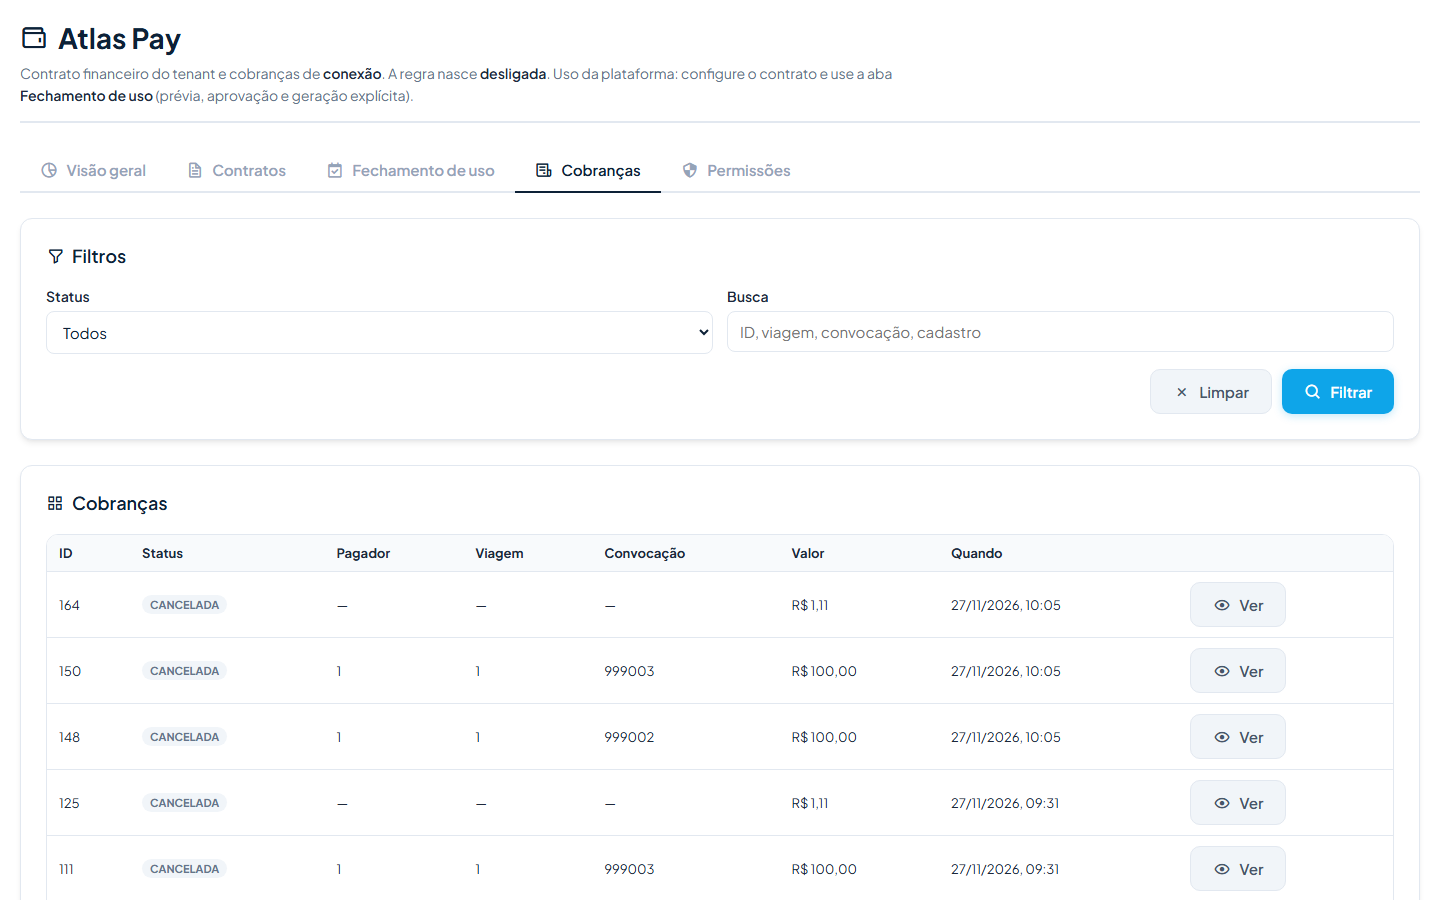 Atlas Pay
Contrato financeiro do tenant e cobranças de conexão. A regra nasce desligada. Uso da plataforma: configure o contrato e use a aba
Fechamento de uso (prévia, aprovação e geração explícita).
Visão geral Contratos Fechamento de uso Cobranças Permissões
Filtros
Status Busca
Todos ID, viagem, convocação, cadastro
Limpar Filtrar
Cobranças
ID Status Pagador Viagem Convocação Valor Quando
164 CANCELADA — — — R$ 1,11 27/11/2026, 10:05 Ver
150 CANCELADA 1 1 999003 R$ 100,00 27/11/2026, 10:05 Ver
148 CANCELADA 1 1 999002 R$ 100,00 27/11/2026, 10:05 Ver
125 CANCELADA — — — R$ 1,11 27/11/2026, 09:31 Ver
111 CANCELADA 1 1 999003 R$ 100,00 27/11/2026, 09:31 Ver